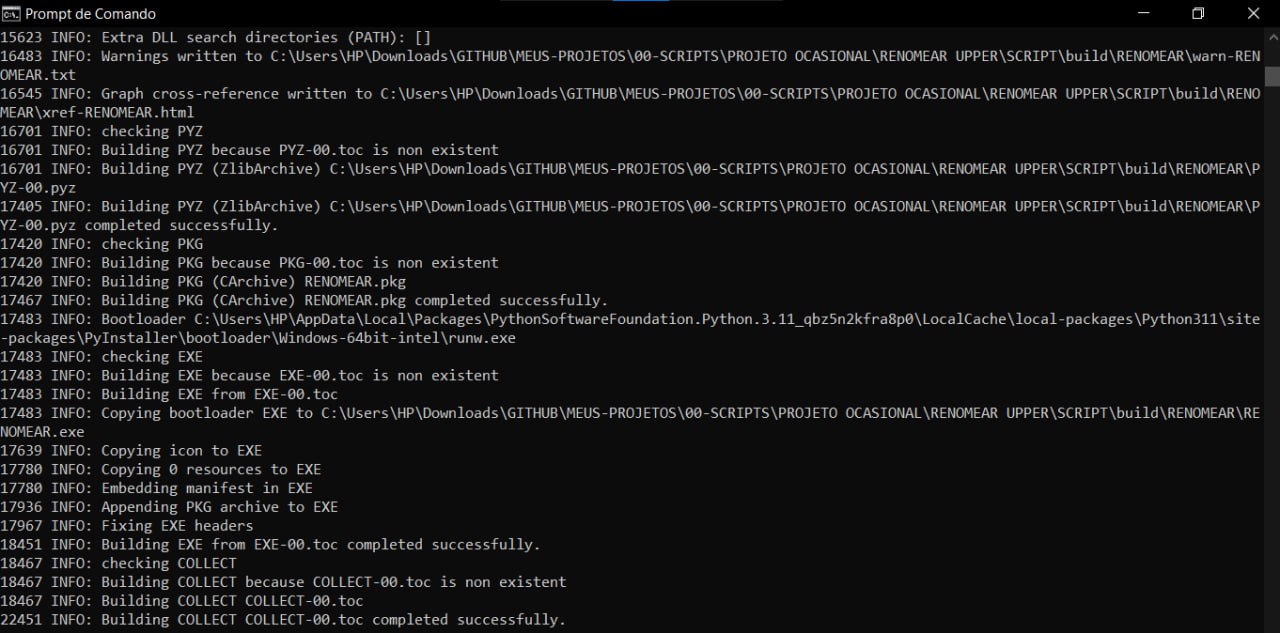 Prompt de Comando
15623 INFO: Extra DLL search directories (PATH): []
16483 INFO: Warnings written to C:\Users\HP\Downloads\GITHUB\MEUS-PROJETOS\00-SCRIPTS\PROJETO OCASIONAL\RENOMEAR UPPER\SCRIPT\build\RENOMEAR\warn-REN
OMEAR.txt
16545 INFO: Graph cross-reference written to C:\Users\HP\Downloads\GITHUB\MEUS-PROJETOS\00-SCRIPTS\PROJETO OCASIONAL\RENOMEAR UPPER\SCRIPT\build\RENO
MEAR\xref-RENOMEAR.html
16701 INFO: checking PYZ
16701 INFO: Building PYZ because PYZ-00.toc is non existent
16701 INFO: Building PYZ (ZlibArchive) C:\Users\HP\Downloads\GITHUB\MEUS-PROJETOS\00-SCRIPTS\PROJETO OCASIONAL\RENOMEAR UPPER\SCRIPT\build\RENOMEAR\P
YZ-00.pyz
17405 INFO: Building PYZ (ZlibArchive) C:\Users\HP\Downloads\GITHUB\MEUS-PROJETOS\00-SCRIPTS\PROJETO OCASIONAL\RENOMEAR UPPER\SCRIPT\build\RENOMEAR\P
YZ-00.pyz completed successfully.
17420 INFO: checking PKG
17420 INFO: Building PKG because PKG-00.toc is non existent
17420 INFO: Building PKG (CArchive) RENOMEAR.pkg
17467 INFO: Building PKG (CArchive) RENOMEAR.pkg completed successfully.
17483 INFO: Bootloader C:\Users\HP\AppData\Local\Packages\PythonSoftwareFoundation.Python.3.11_qbz5n2kfra8p0\LocalCache\local-packages\Python311\site
-packages\PyInstaller\bootloader\Windows-64bit-intel\runw.exe
17483 INFO: checking EXE
17483 INFO: Building EXE because EXE-00.toc is non existent
17483 INFO: Building EXE from EXE-00.toc
17483 INFO: Copying bootloader EXE to C:\Users\HP\Downloads\GITHUB\MEUS-PROJETOS\00-SCRIPTS\PROJETO OCASIONAL\RENOMEAR UPPER\SCRIPT\build\RENOMEAR\RE
NOMEAR.exe
17639 INFO: Copying icon to EXE
17780 INFO: Copying 0 resources to EXE
17780 INFO: Embedding manifest in EXE
17936 INFO: Appending PKG archive to EXE
17967 INFO: Fixing EXE headers
18451 INFO: Building EXE from EXE-00.toc completed successfully.
18467 INFO: checking COLLECT
18467 INFO: Building COLLECT because COLLECT-00.toc is non existent
18467 INFO: Building COLLECT COLLECT-00.toc
22451 INFO: Building COLLECT COLLECT-00.toc completed successfully.